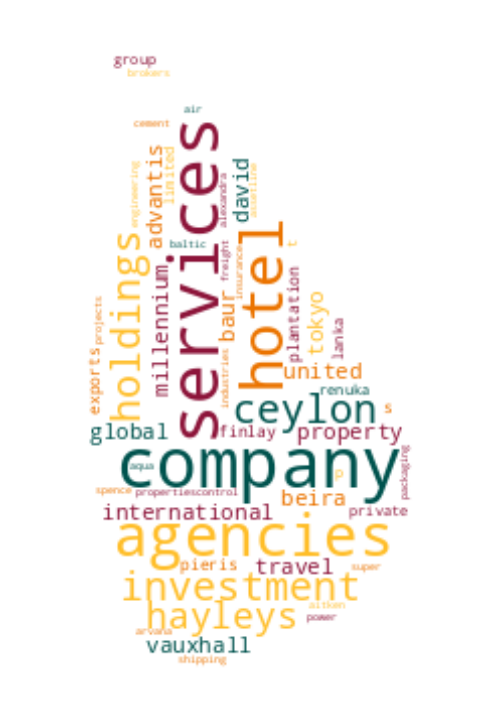 group
brokers
air
cement
services
advantis
limited
engineering
david
assetline
alexandra
holdings
baltic
hotel
t
freight
insurance
millennium
baur
plantation
tokyo
lanka
projects
exports
industries
united
renuka
ceylon
s
global
finlay
property
company
aqua
p
packaging
spence
propertiescontrol
beira
international
private
agencies
pieris
travel
super
investment
hayleys
aitken
power
arvana
vauxhall
shipping